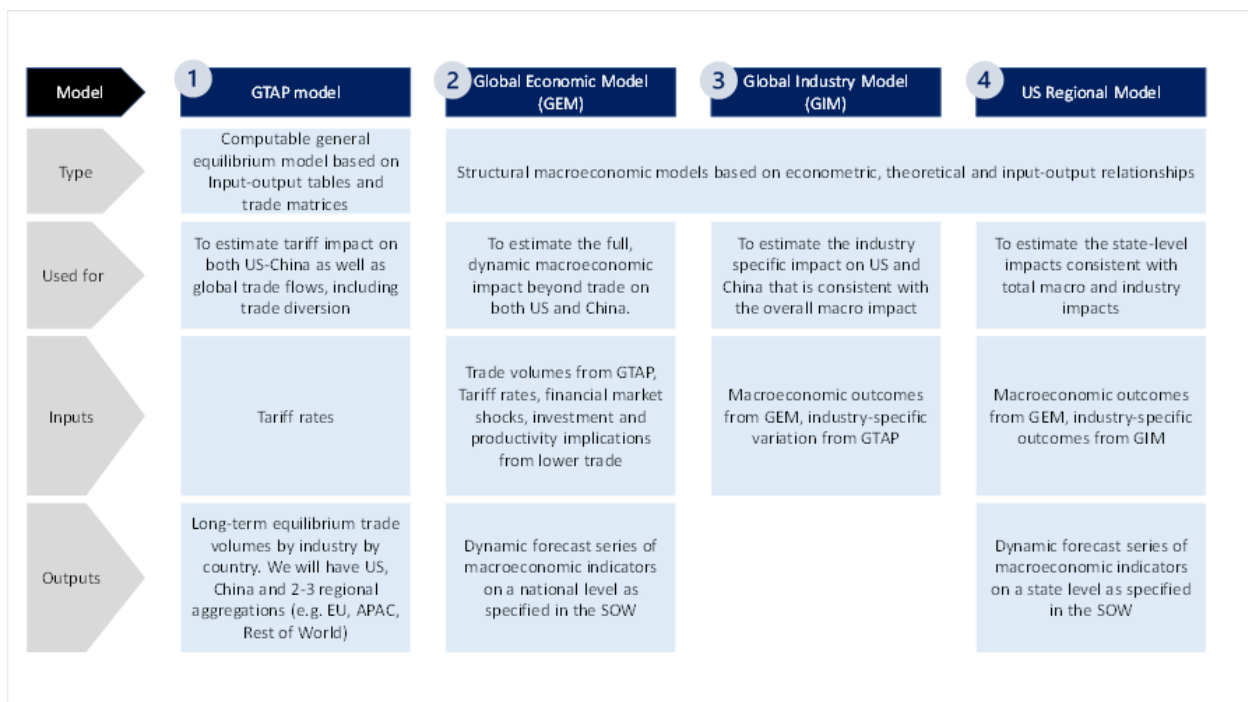 Model
1
GTAP model
2
Global Economic Model
(GEM)
3
Global Industry Model
(GIM)
4
US Regional Model
Type
Computable general
equilibrium model based on
Input-output tables and
trade matrices
Structural macroeconomic models based on econometric, theoretical and input-output relationships
Used for
To estimate tariff impact on
both US-China as well as
global trade flows, including
trade diversion
To estimate the full,
dynamic macroeconomic
impact beyond trade on
both US and China.
To estimate the industry
specific impact on US and
China that is consistent with
the overall macro impact
To estimate the state-level
impacts consistent with
total macro and industry
impacts
Inputs
Tariff rates
Trade volumes from GTAP,
Tariff rates, financial market
shocks, investment and
productivity implications
from lower trade
Macroeconomic outcomes
from GEM, industry-specific
variation from GTAP
Macroeconomic outcomes
from GEM, industry-specific
outcomes from GIM
Outputs
Long-term equilibrium trade
volumes by industry by
country. We will have US,
China and 2-3 regional
aggregations (e.g. EU, APAC,
Rest of World)
Dynamic forecast series of
macroeconomic indicators
on a national level as
specified in the SOW
Dynamic forecast series of
macroeconomic indicators
on a state level as specified
in the SOW